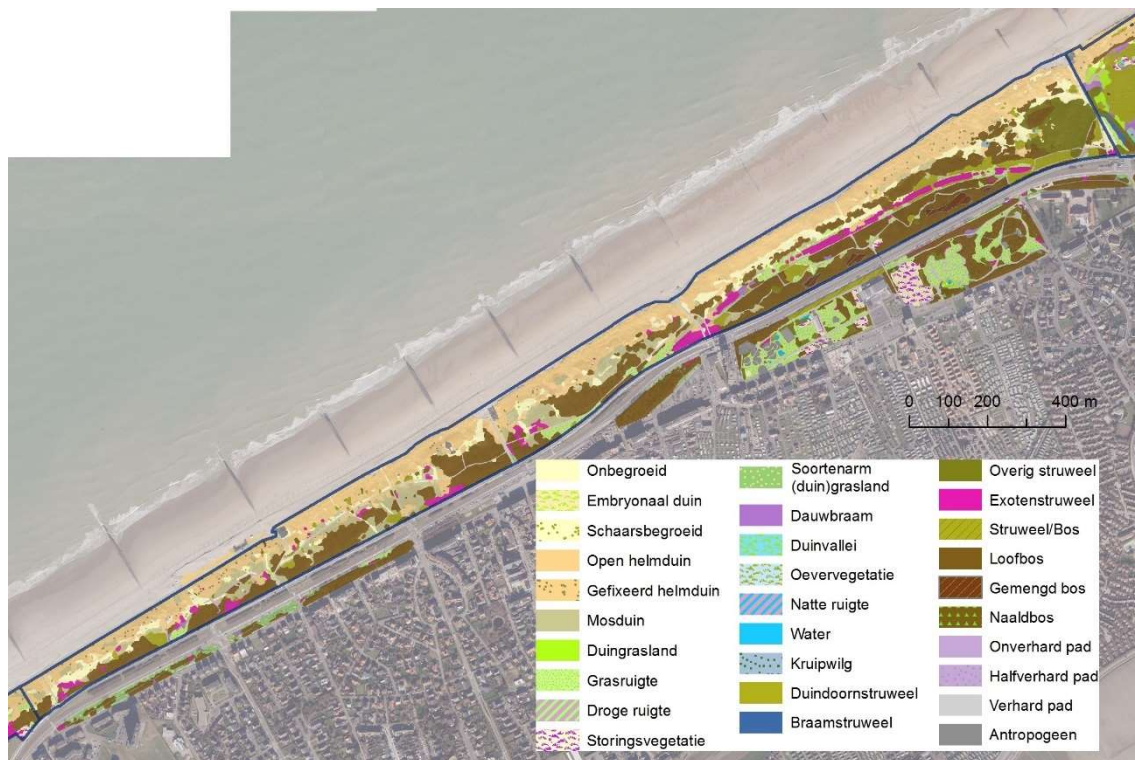 0 100 200 400 m
Onbegroeid
Embryonaal duin
Schaarsbegroeid
Open helmduin
Gefixeerd helmduin
Mosduin
Duingrasland
Grasruigte
Droge ruigte
Storingsvegetatie
Soortenarm
(duin)grasland
Dauwbraam
Duinvallei
Oevervegetatie
Natte ruigte
Water
Kruipwilg
Duindoornstruweel
Braamstruweel
Overig struweel
Exotenstruweel
Struweel/Bos
Loofbos
Gemengd bos
Naaldbos
Onverhard pad
Halfverhard pad
Verhard pad
Antropogeen